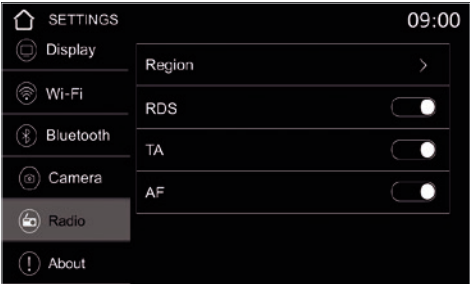 SETTINGS 09:00
Display
Wi-Fi
Bluetooth
Camera
Radio
About
Region
RDS
TA
AF